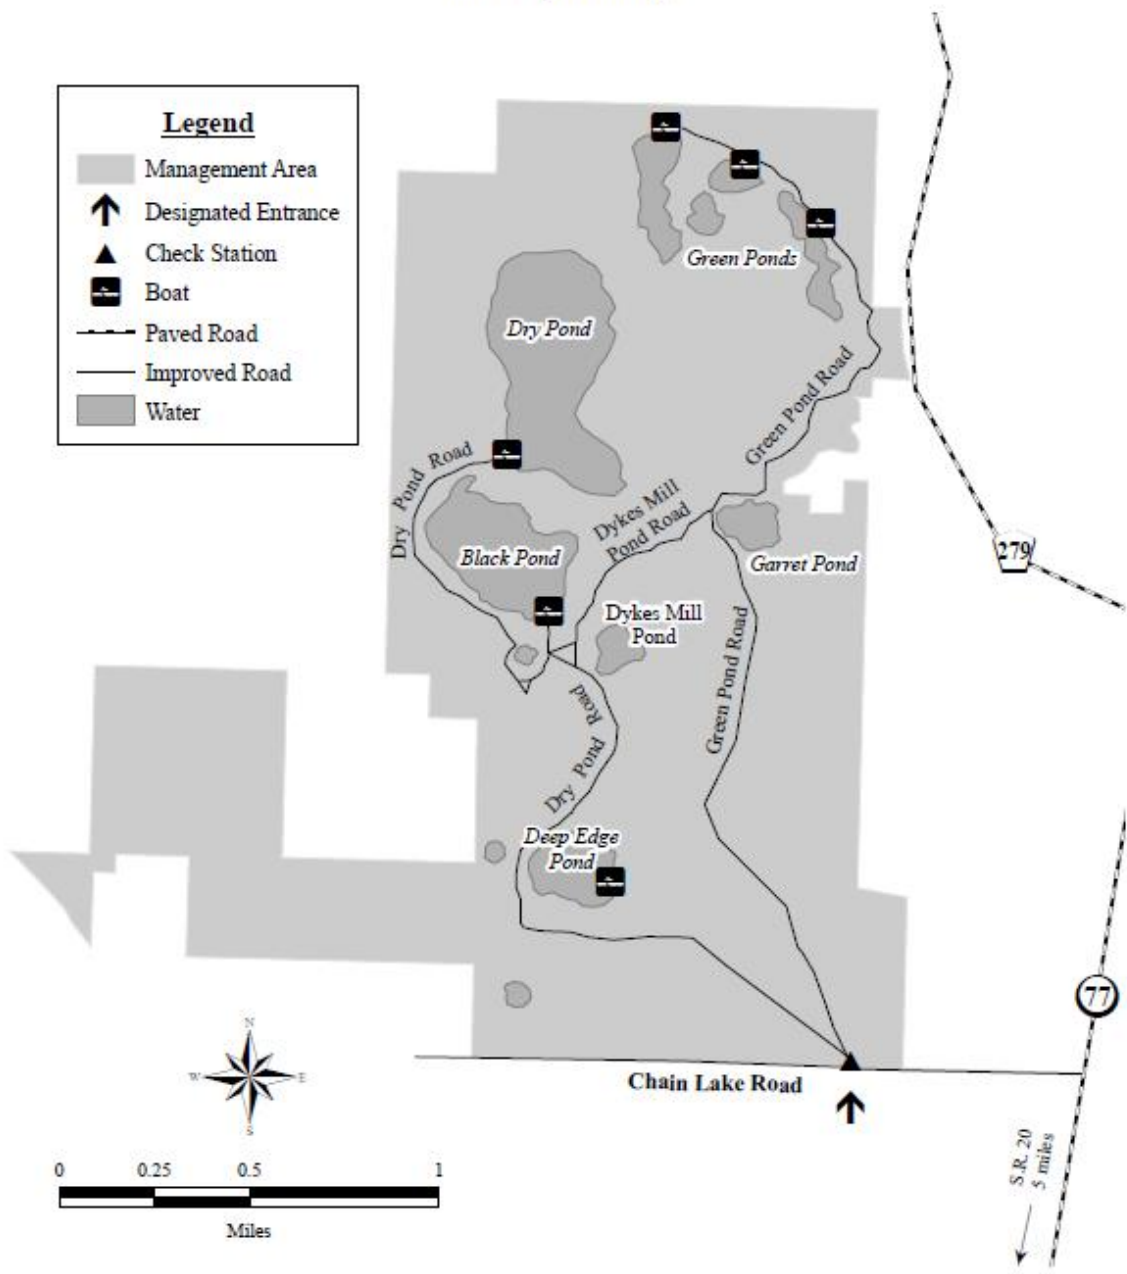 Legend
Management Area
Designated Entrance
Check Station
Boat
Paved Road
Improved Road
Water
Green Ponds
Dry Pond
Green Pond Road
Dry Pond Road
Dykes Mill
Pond Road
Black Pond
Garret Pond
279
Dykes Mill
Pond
Green Pond Road
Dry Pond Road
Deep Edge
Pond
77
N
W
E
S
Chain Lake Road
S.R. 20
5 miles
0 0.25 0.5 1
Miles